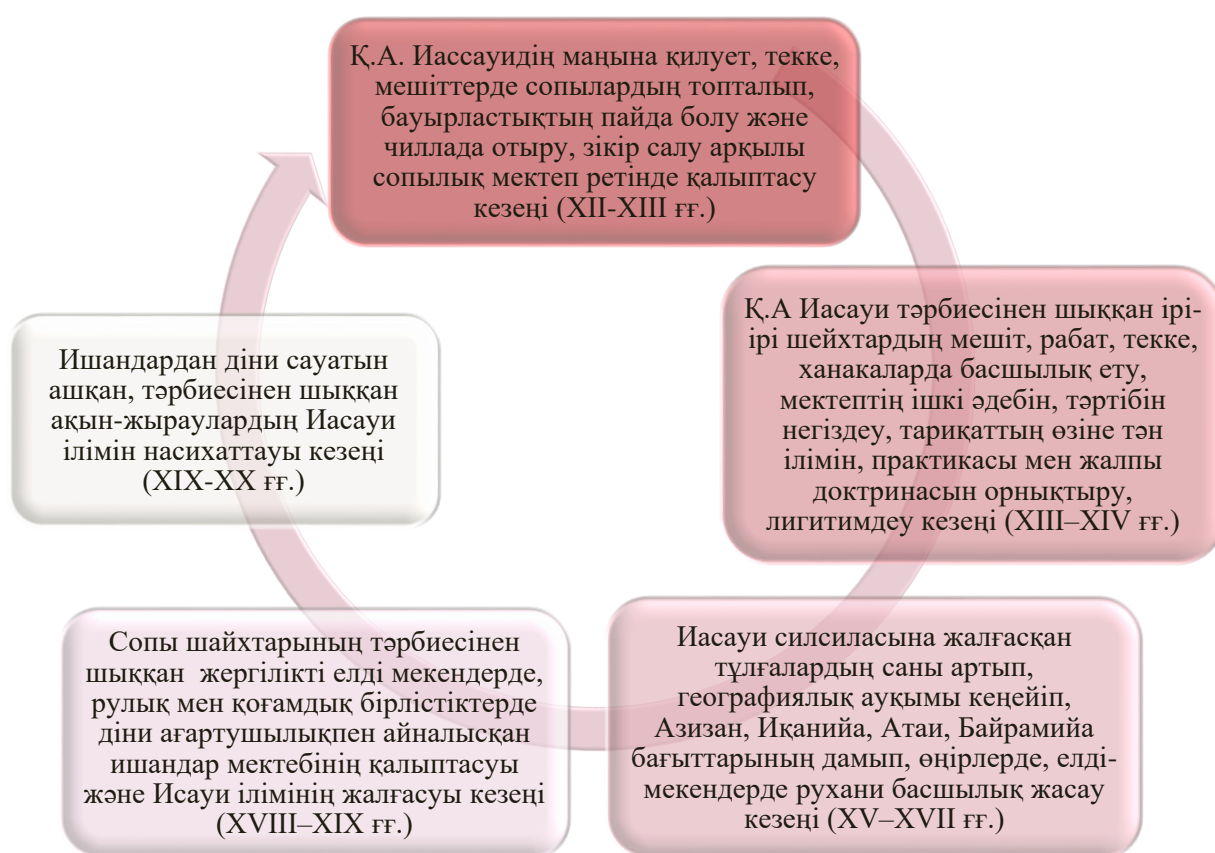 Қ.А. Иассауидің маңына қилует, текке,
мешіттерде сопылардың топталып,
бауырластықтың пайда болу және
чиллада отыру, зікір салу арқылы
сопылық мектеп ретінде қалыптасу
кезеңі (XII-XIII ғғ.)
Қ.А Иасауи тәрбиесінен шыққан ірі-
ірі шейхтардың мешіт, рабат, текке,
ханакаларда басшылық ету,
мектептің ішкі әдебін, тәртібін
негіздеу, тариқаттың өзіне тән
ілімін, практикасы мен жалпы
доктринасын орнықтыру,
лигитимдеу кезеңі (XIII–XIV ғғ.)
Иасауи силсиласына жалғасқан
тұлғалардың саны артып,
географиялық ауқымы кеңейіп,
Азизан, Иқанийа, Атаи, Байрамийа
бағыттарының дамып, өңірлерде, елді-
мекендерде рухани басшылық жасау
кезеңі (XV–XVII ғғ.)
Сопы шайхтарының тәрбиесінен
шыққан жергілікті елді мекендерде,
рулық мен қоғамдық бірлістіктерде
діни ағартушылықпен айналысқан
ишандар мектебінің қалыптасуы
және Исауи ілімінің жалғасуы кезеңі
(XVIII–XIX ғғ.)
Ишандардан діни сауатын
ашқан, тәрбиесінен шыққан
ақын-жыраулардың Иасауи
ілімін насихаттауы кезеңі
(XIX-XX ғғ.)